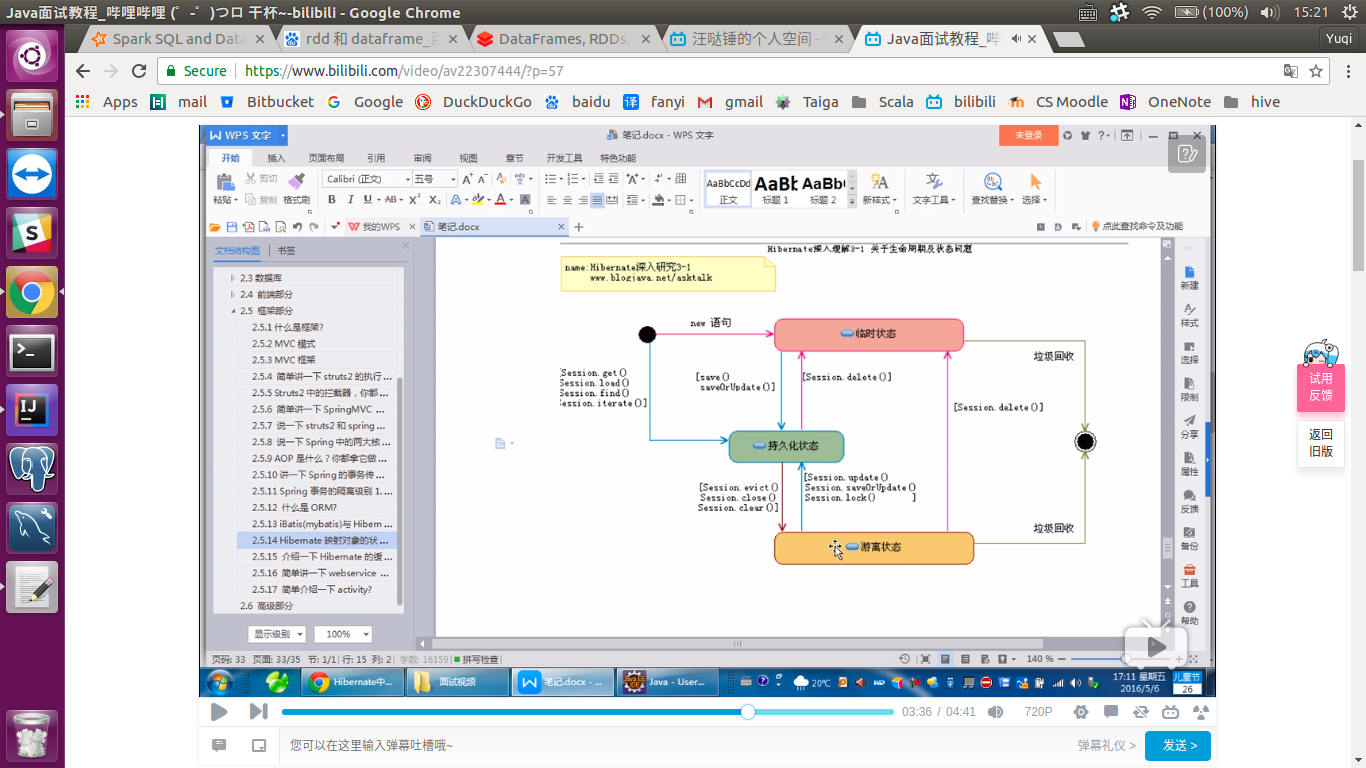 Java面试教程_哔哩哔哩 (゜-゜)つロ 干杯~-bilibili - Google Chrome
(100%)
15:21
Spark SQL and Data
rdd 和 dataframe_百
DataFrames, RDDs,
汪哒锤的个人空间 -
Java面试教程_哔
Yuqi
Secure
https://www.bilibili.com/video/av22307444/?p=57
Apps
mail
Bitbucket
Google
DuckDuckGo
baidu
fanyi
gmail
Taiga
Scala
bilibili
CS Moodle
OneNote
hive
WPS 文字
笔记.docx - WPS 文字
未登录
开始
插入
页面布局
引用
审阅
视图
章节
开发工具
特色功能
粘贴
剪切
复制
格式刷
Calibri (正文)
五号
AaBbCcDd
正文
AaBb
标题 1
AaBb(
标题 2
新样式
文字工具
查找替换
选择
我的WPS
笔记.docx
点此查找命令及功能
文档结构图
书签
2.3 数据库
2.4 前端部分
2.5 框架部分
2.5.1 什么是框架?
2.5.2 MVC 模式
2.5.3 MVC 框架
2.5.4 简单讲一下 struts2 的执行 ...
2.5.5 Struts2 中的拦截器，你都 ...
2.5.6 简单讲一下 SpringMVC ...
2.5.7 说一下 struts2 和 spring ...
2.5.8 说一下 Spring 中的两大核 ...
2.5.9 AOP 是什么？你都拿它做 ...
2.5.10 讲一下 Spring 的事务传 ...
2.5.11 Spring 事务的隔离级别 1. ...
2.5.12 什么是 ORM?
2.5.13 iBatis(mybatis)与 Hibern ...
2.5.14 Hibernate 映射对象的状 ...
2.5.15 介绍一下 Hibernate 的缓 ...
2.5.16 简单讲一下 webservice ...
2.5.17 简单介绍一下 activity?
2.6 高级部分
显示级别
100%
Hibernate深入理解3-1 关于生命周期及状态问题
name:Hibernate深入研究3-1
www.blogjava.net/asktalk
new 语句
临时状态
垃圾回收
[Session.get()
Session.load()
Session.find()
Session.iterate()]
[save()
saveOrUpdate()]
[Session.delete()]
[Session.delete()]
持久化状态
[Session.evict()
Session.close()
Session.clear()]
[Session.update()
Session.saveOrUpdate()
Session.lock() ]
垃圾回收
游离状态
新建
样式
选择
限制
分享
属性
反馈
备份
工具
帮助
试用
反馈
返回
旧版
页码: 33 页面: 33/35 节: 1/1 行: 15 列: 2 字数: 16159 拼写检查
140 %
Hibernate中...
面试视频
笔记.docx - ...
Java - User...
20℃
17:11 星期五
2016/5/6
儿童节
26
03:36 / 04:41
720P
您可以在这里输入弹幕吐槽哦~
弹幕礼仪 >
发送 >